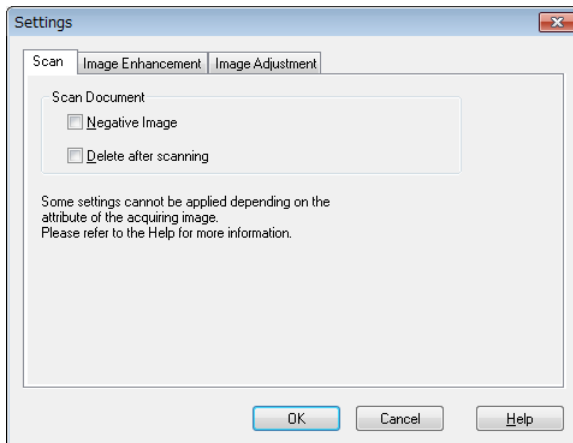 Settings
Scan Image Enhancement Image Adjustment
Scan Document
Negative Image
Delete after scanning
Some settings cannot be applied depending on the
attribute of the acquiring image.
Please refer to the Help for more information.
OK Cancel Help